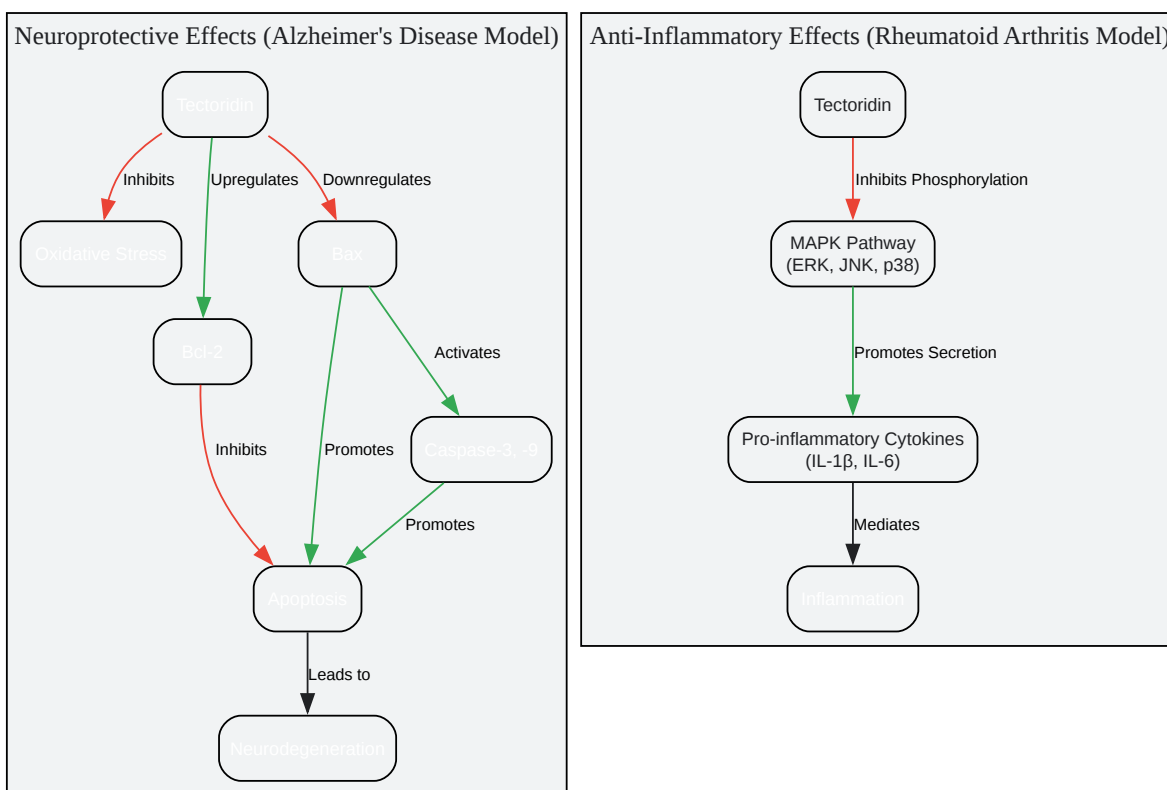 Neuroprotective Effects (Alzheimer's Disease Model)
Tectoridin
Inhibits
Upregulates
Downregulates
Oxidative Stress
Bax
Bcl-2
Activates
Inhibits
Promotes
Caspase-3, -9
Promotes
Apoptosis
Leads to
Neurodegeneration
Anti-Inflammatory Effects (Rheumatoid Arthritis Model)
Tectoridin
Inhibits Phosphorylation
MAPK Pathway
(ERK, JNK, p38)
Promotes Secretion
Pro-inflammatory Cytokines
(IL-1β, IL-6)
Mediates
Inflammation